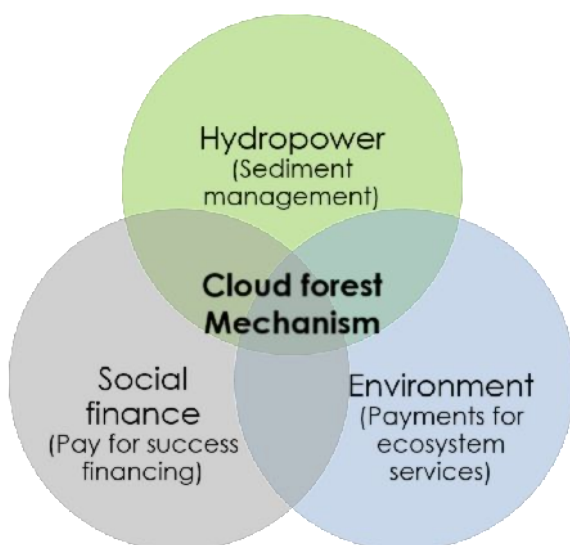 Hydropower
(Sediment
management)
Cloud forest
Mechanism
Social
finance
(Pay for success
financing)
Environment
(Payments for
ecosystem
services)